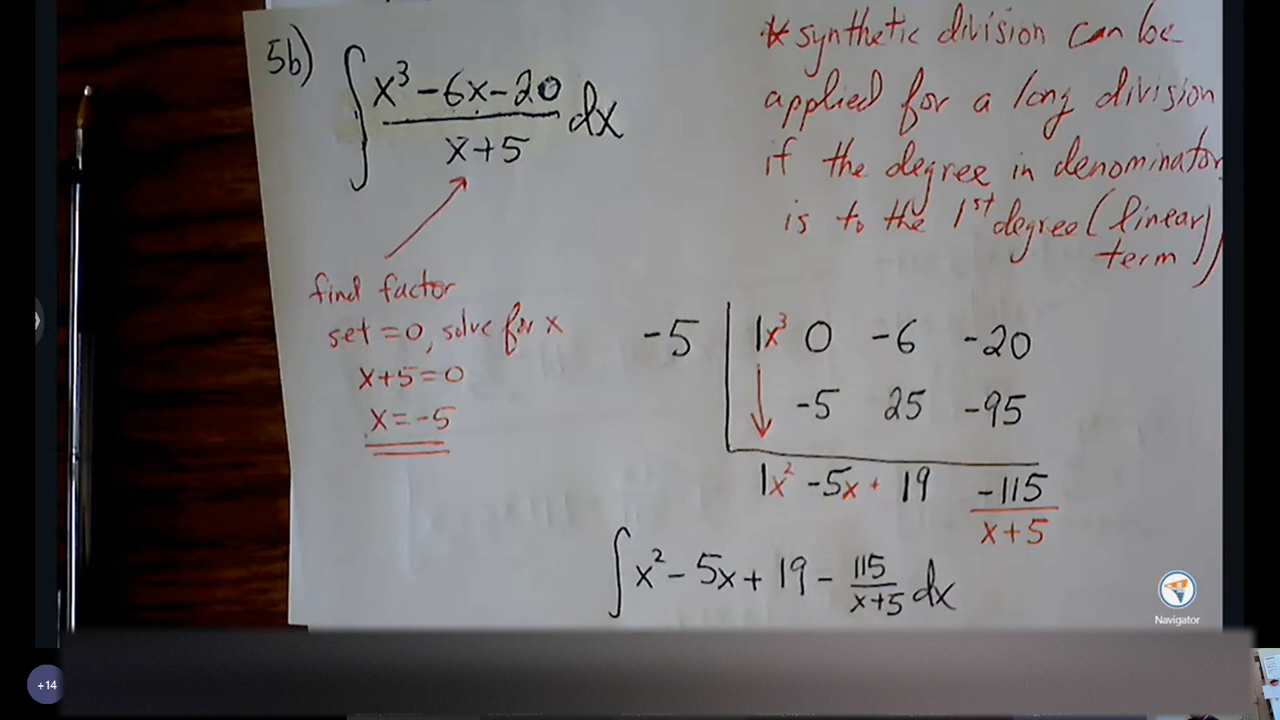 5b) ∫ x³ -6x-20 / x+5 dx
* synthetic division can be
applied for a long division
if the degree in denominator
is to the 1st degree (linear
term)
find factor
set =0, solve for x
x+5=0
x=-5
-5 | 1x³ 0 -6 -20
-5 25 -95
1x² -5x + 19 -115 / x+5
∫ x² - 5x + 19 - 115 / x+5 dx
Navigator
+14